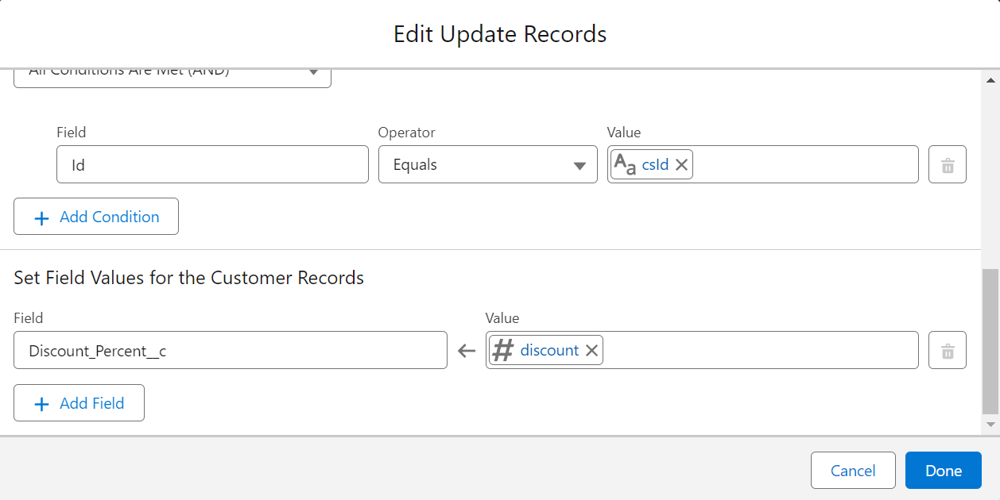 Edit Update Records
All Conditions Are Met (AND)
Field Operator Value
Id Equals Aa csId
+ Add Condition
Set Field Values for the Customer Records
Field Value
Discount_Percent__c ← # discount
+ Add Field
Cancel Done